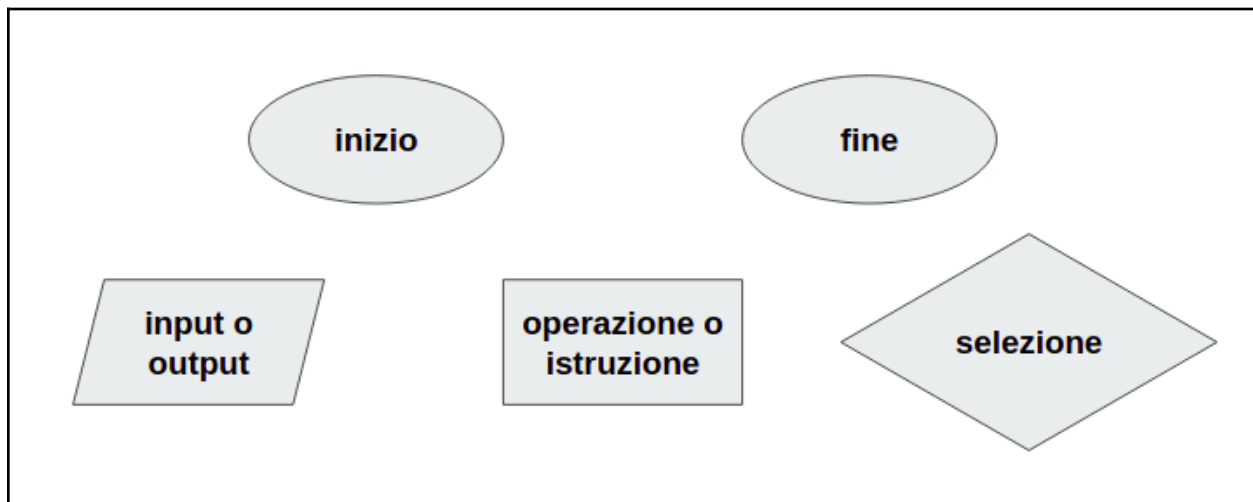 inizio
fine
input o
output
operazione o
istruzione
selezione